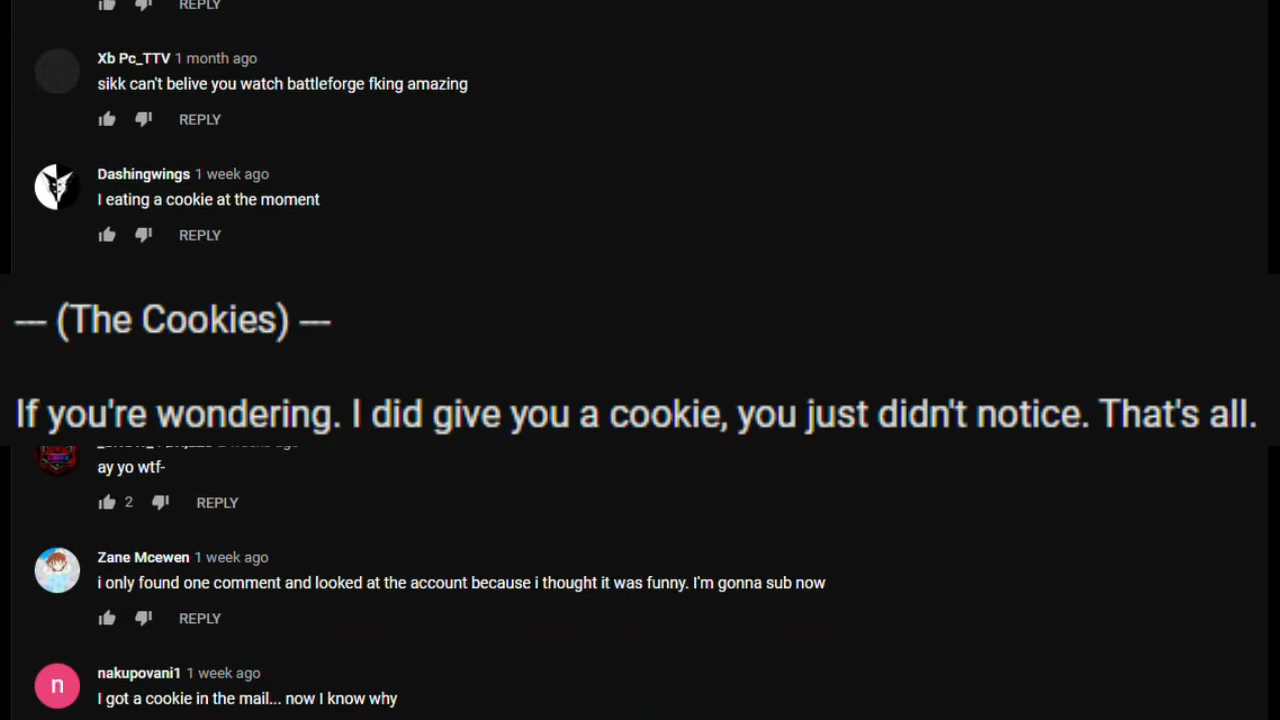 REPLY
Xb Pc_TTV 1 month ago
sikk can't belive you watch battleforge fking amazing
REPLY
Dashingwings 1 week ago
I eating a cookie at the moment
REPLY
--- (The Cookies) ---
If you're wondering. I did give you a cookie, you just didn't notice. That's all.
ay yo wtf-
2 REPLY
Zane Mcewen 1 week ago
i only found one comment and looked at the account because i thought it was funny. I'm gonna sub now
REPLY
n
nakupovani1 1 week ago
I got a cookie in the mail... now I know why